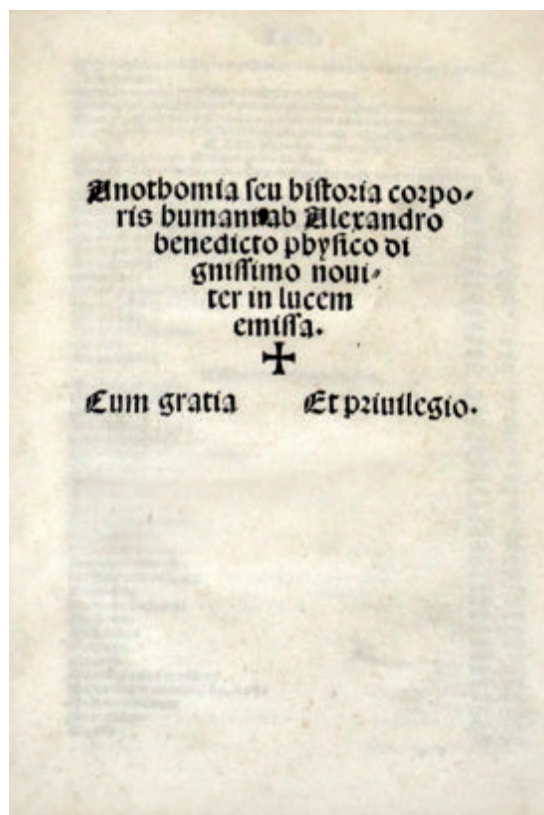 Anothomia seu historia corpo-
ris humani ab Alexandro
benedicto physico di
gnissimo noui-
ter in lucem
emissa.
Cum gratia Et priuilegio.